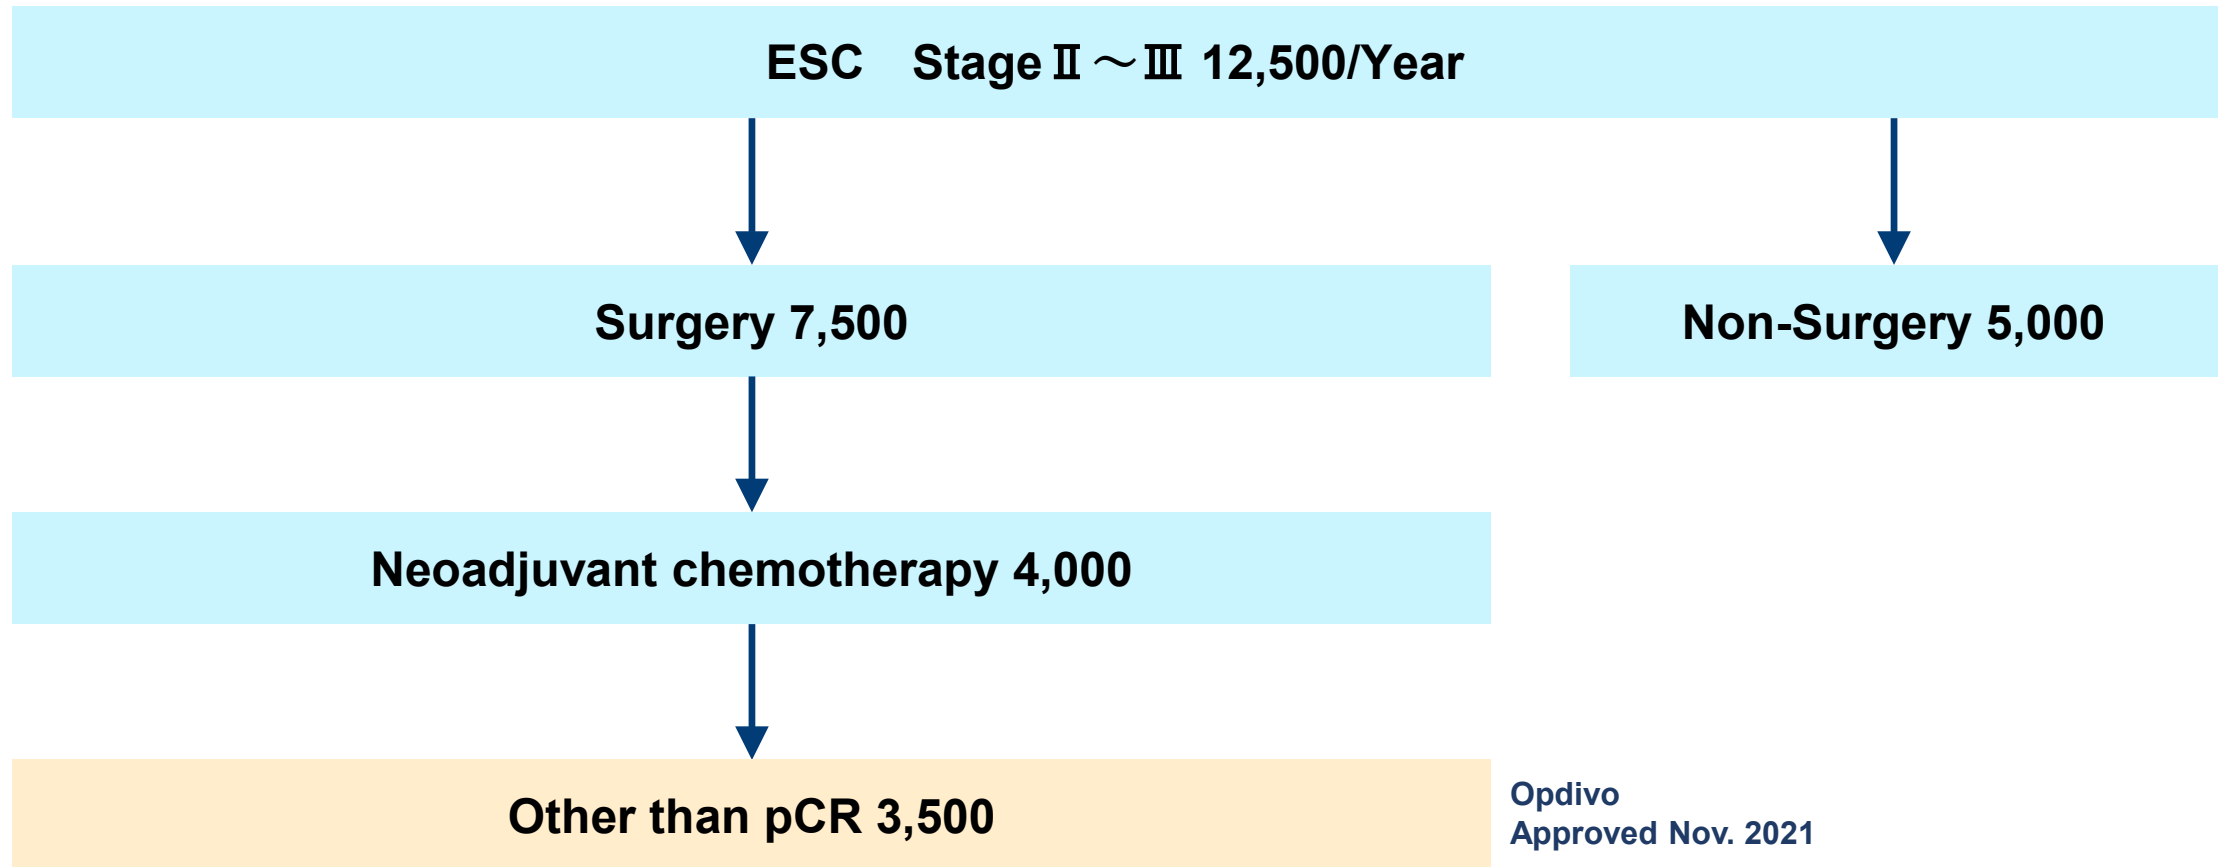 ESC　Stage Ⅱ～Ⅲ 12,500/Year
Surgery 7,500
Non-Surgery 5,000
Neoadjuvant chemotherapy 4,000
Other than pCR 3,500
Opdivo
Approved Nov. 2021